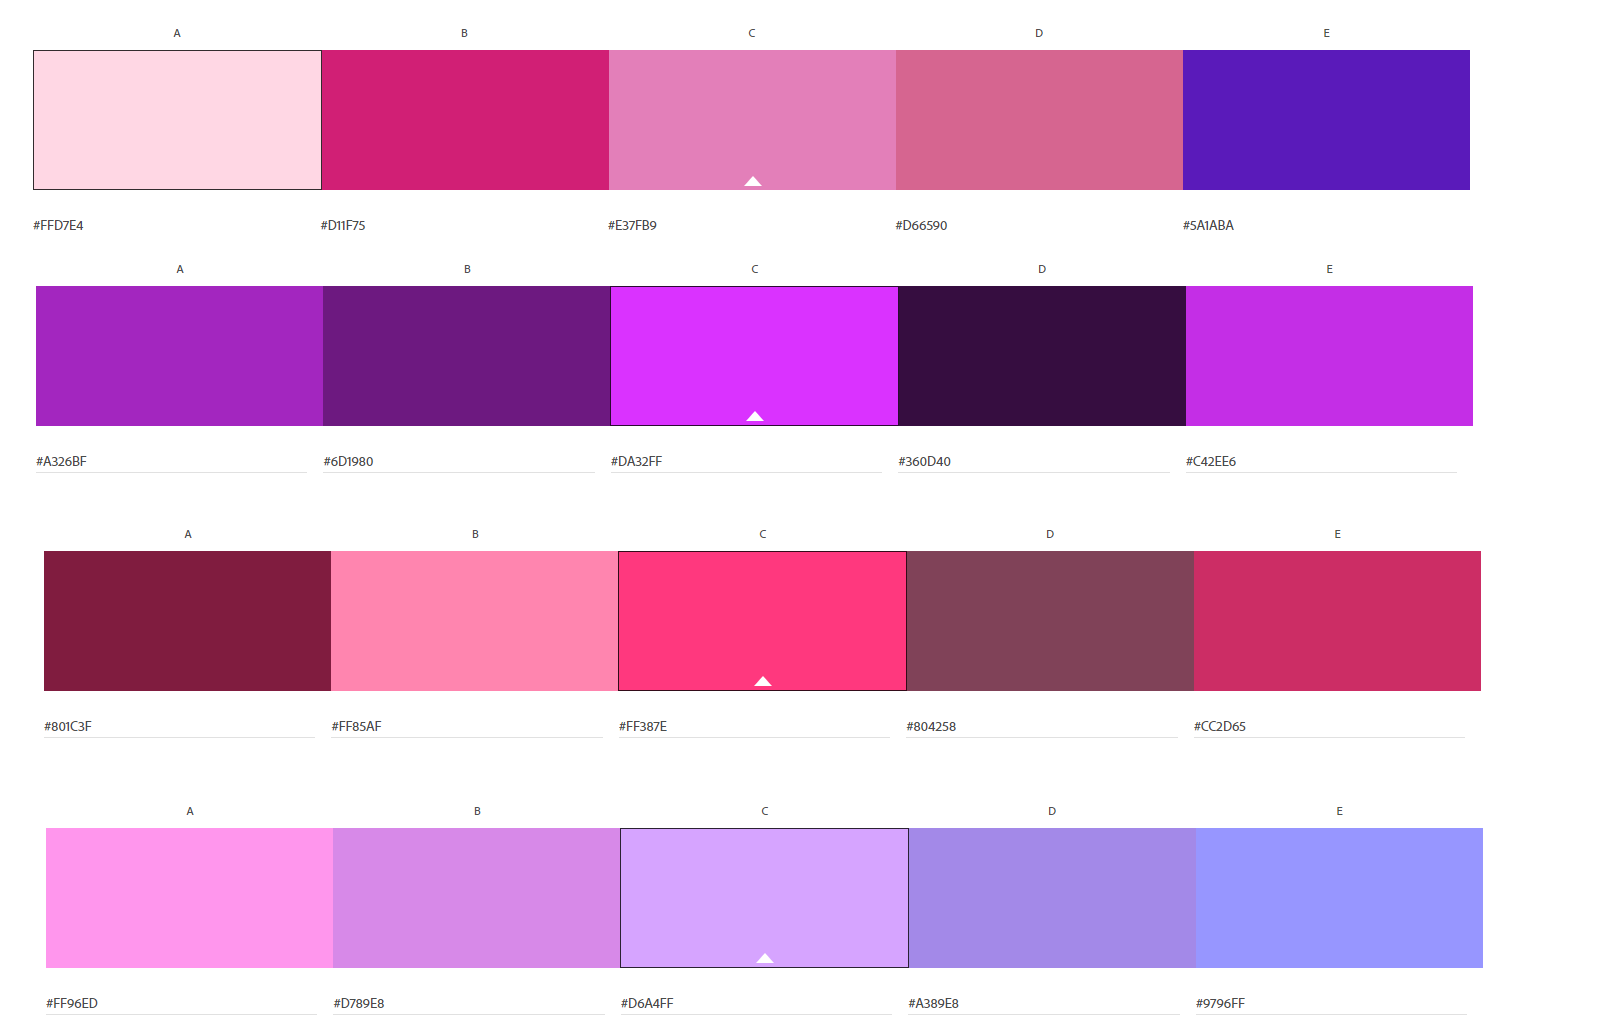 A B C D E
#FFD7E4 #D11F75 #E37FB9 #D66590 #5A1ABA
A B C D E
#A326BF #6D1980 #DA32FF #360D40 #C42EE6
A B C D E
#801C3F #FF85AF #FF387E #804258 #CC2D65
A B C D E
#FF96ED #D789E8 #D6A4FF #A389E8 #9796FF